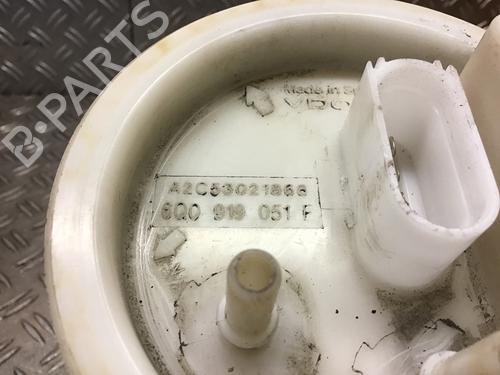 B-PARTS
Made in S
VDO
A2C53021866
6Q0 919 051 F